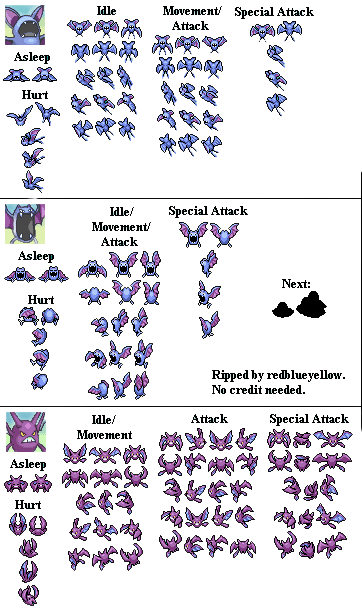 Idle
Movement/
Attack
Special Attack
Asleep
Hurt
Idle/
Movement/
Attack
Special Attack
Asleep
Hurt
Next:
Ripped by redblueyellow.
No credit needed.
Idle/
Movement
Attack
Special Attack
Asleep
Hurt